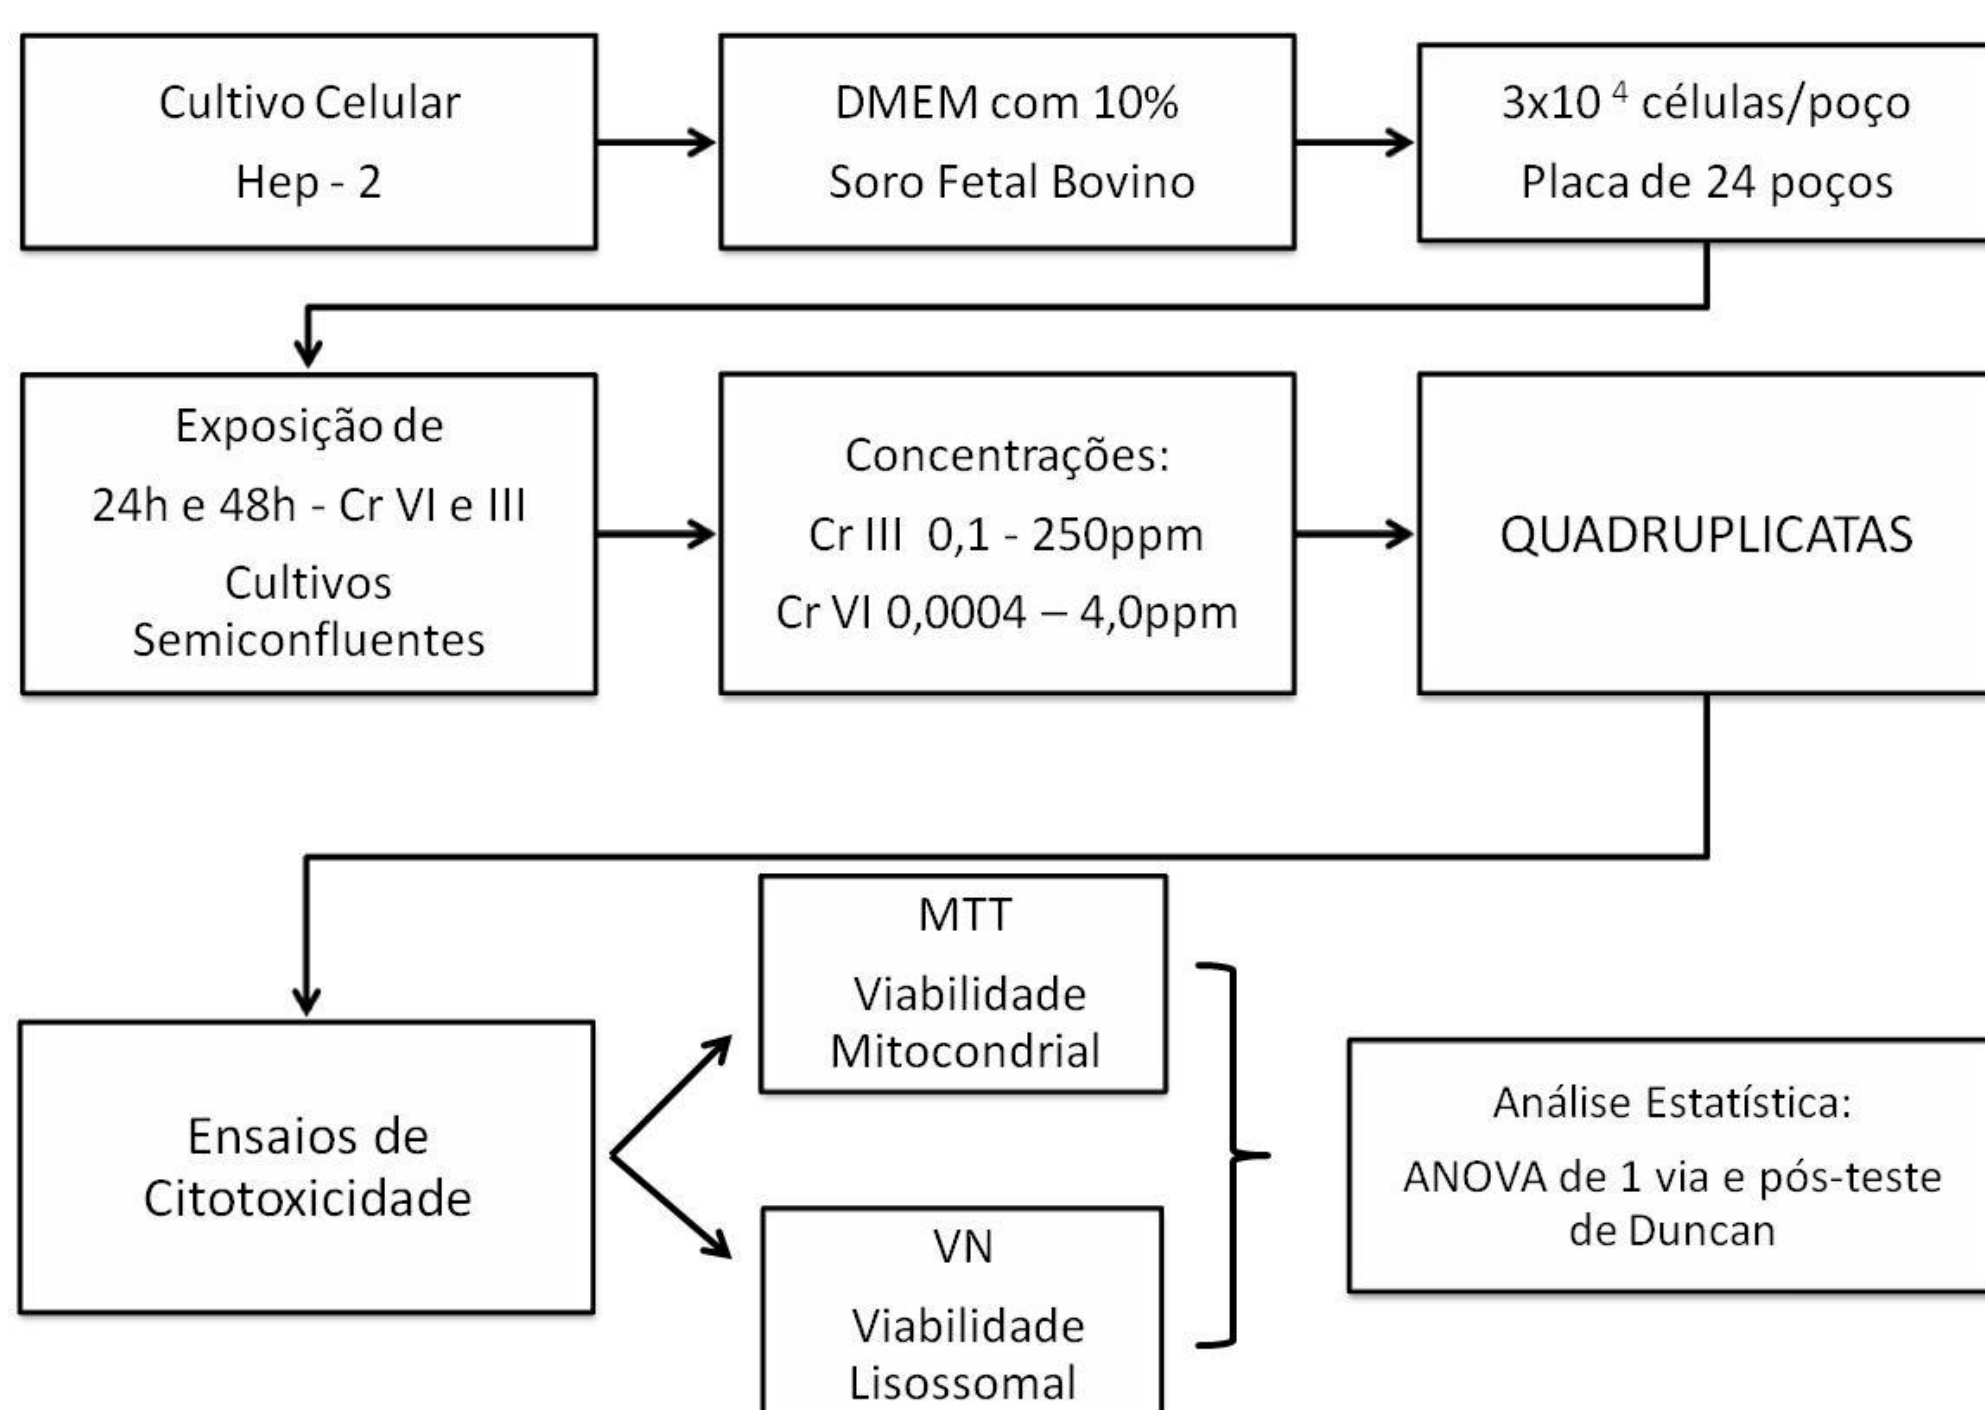 Cultivo Celular
Hep - 2
DMEM com 10%
Soro Fetal Bovino
3x10 ⁴ células/poço
Placa de 24 poços
Exposição de
24h e 48h - Cr VI e III
Cultivos
Semiconfluentes
Concentrações:
Cr III 0,1 - 250ppm
Cr VI 0,0004 – 4,0ppm
QUADRUPLICATAS
Ensaios de
Citotoxicidade
MTT
Viabilidade
Mitocondrial
VN
Viabilidade
Lisossomal
Análise Estatística:
ANOVA de 1 via e pós-teste
de Duncan